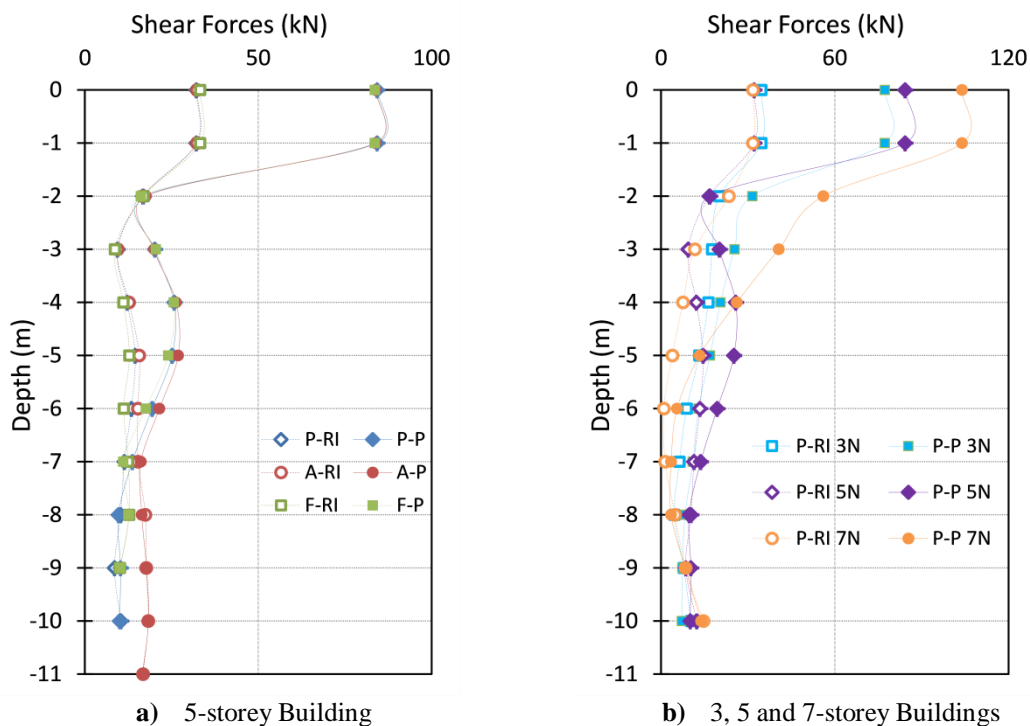 Shear Forces (kN)
0 50 100
0
-1
-2
-3
-4
-5
-6
-7
-8
-9
-10
-11
Depth (m)
P-RI P-P
A-RI A-P
F-RI F-P
a) 5-storey Building
Shear Forces (kN)
0 60 120
0
-1
-2
-3
-4
-5
-6
-7
-8
-9
-10
-11
Depth (m)
P-RI 3N P-P 3N
P-RI 5N P-P 5N
P-RI 7N P-P 7N
b) 3, 5 and 7-storey Buildings